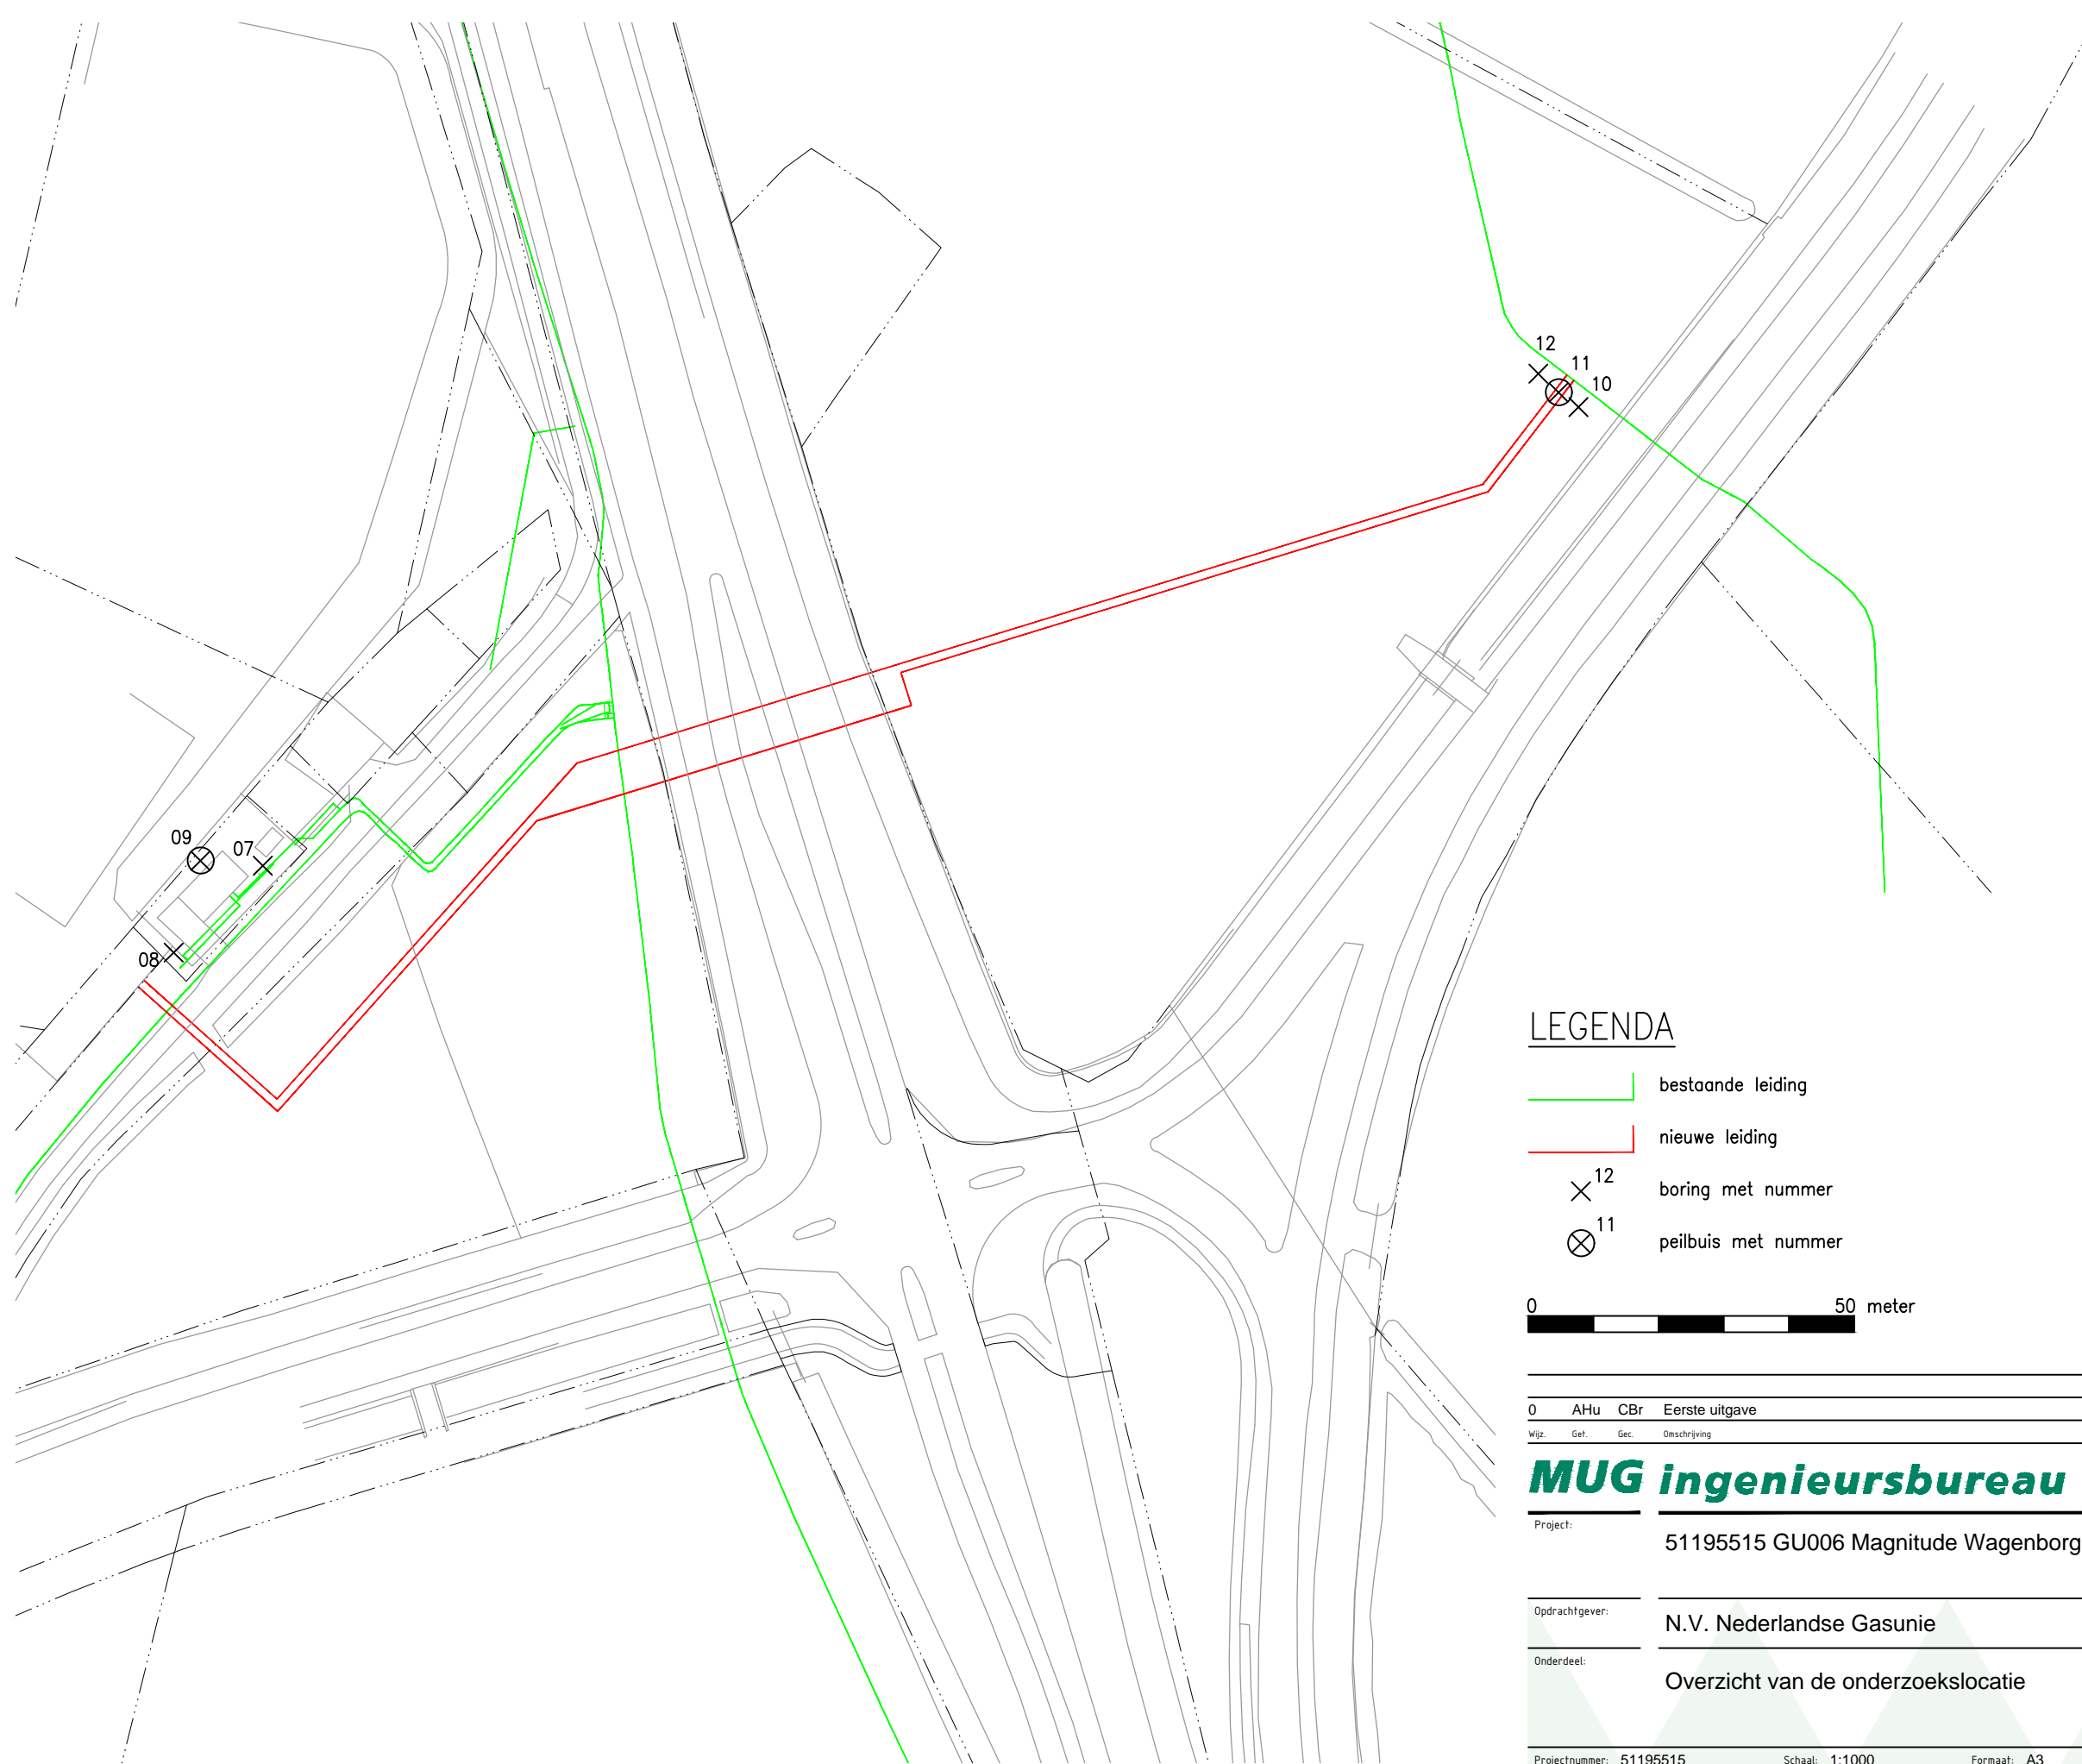 12
11
10
09
07
08
LEGENDA
bestaande leiding
nieuwe leiding
12 boring met nummer
11 peilbuis met nummer
0 50 meter
0 AHu CBr Eerste uitgave
Wijz. Get. Gec. Omschrijving
MUG ingenieursbureau
Project:
51195515 GU006 Magnitude Wagenborg
Opdrachtgever:
N.V. Nederlandse Gasunie
Onderdeel:
Overzicht van de onderzoekslocatie
Projectnummer: 51195515 Schaal: 1:1000 Formaat: A3